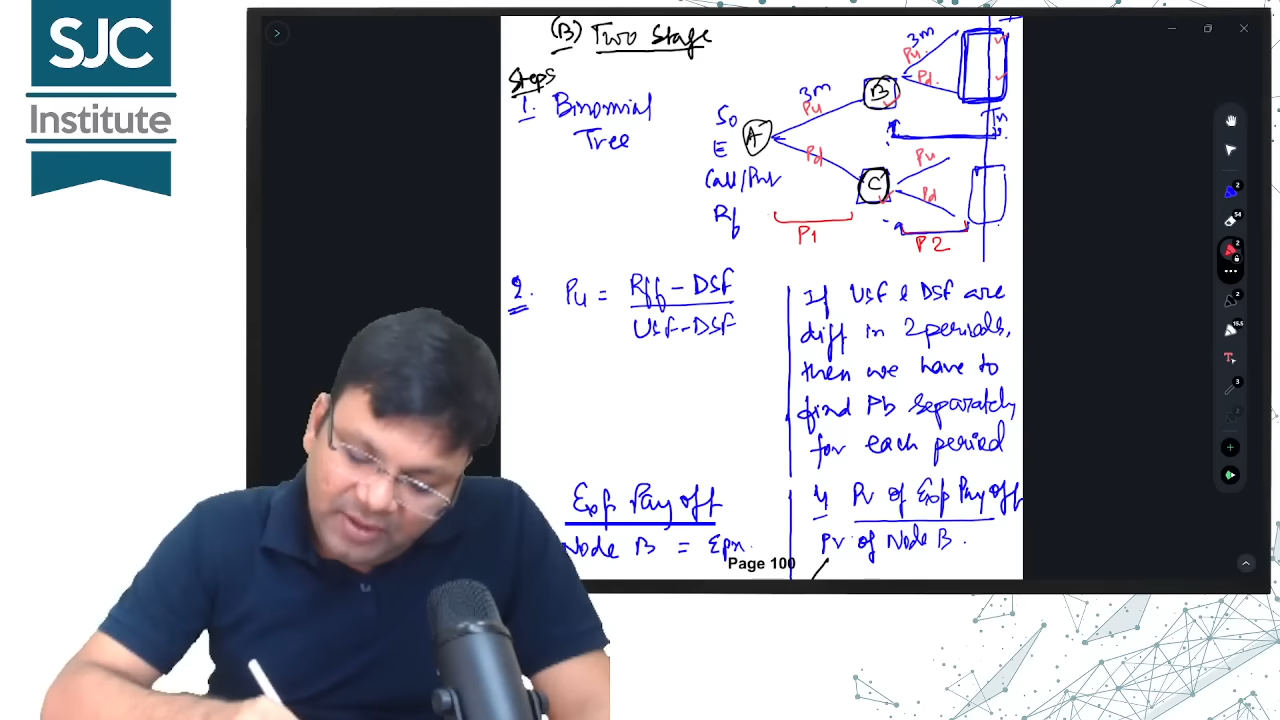 SJC
Institute
(B) Two Stage
Steps
1. Binomial
Tree
So
E
Call/Put
Rf
A
3m
Pu
Pd
B
C
3m
Pu
Pd
Pu
Pd
P1
P2
2. Pu = Rff - DSF
USF - DSF
If USF & DSF are
diff in 2 periods,
then we have to
find Pb separately
for each period
Exp Pay off
Node B = Epx.
4 PV of Exp Pay off
PV of Node B.
Page 100